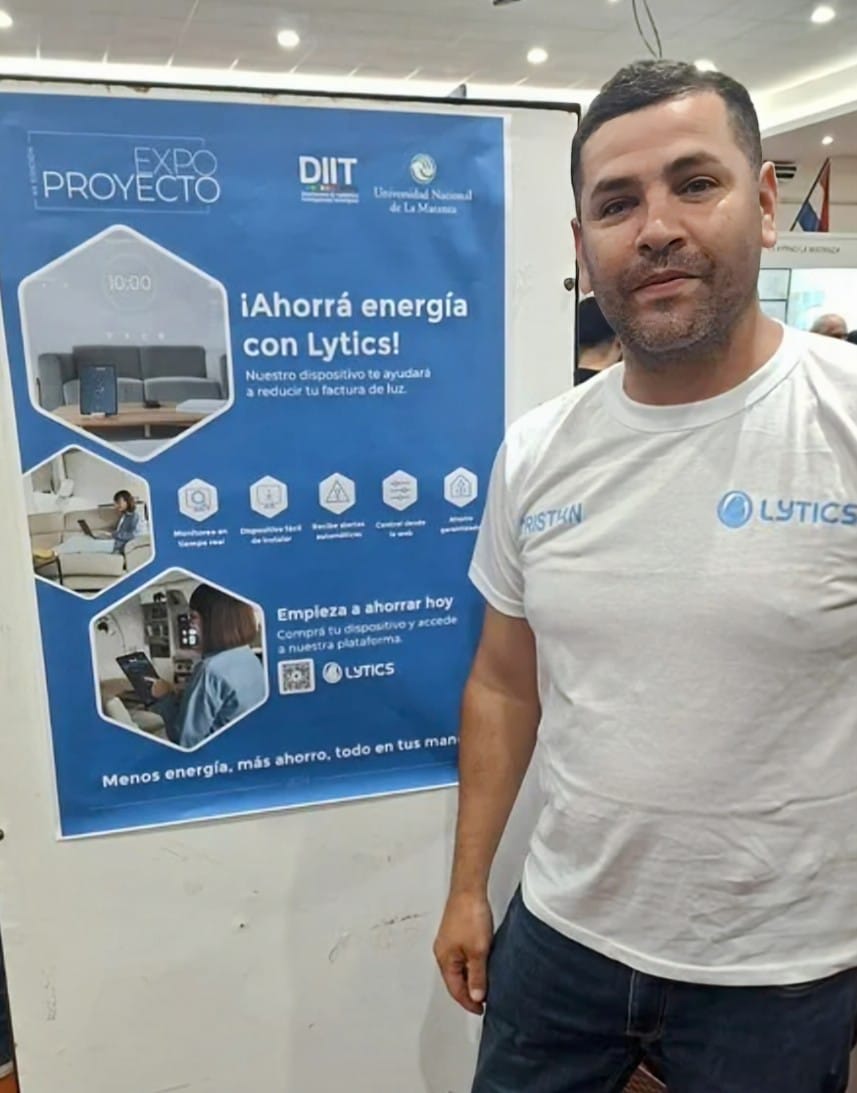 EXPO
PROYECTO
DIIT
Universidad Nacional
de La Matanza
10:00
¡Ahorrá energía
con Lytics!
Nuestro dispositivo te ayudará
a reducir tu factura de luz.
Monitoreo en
tiempo real
Dispositivo fácil
de instalar
Recibe alertas
automáticas
Control desde
la web
Ahorro
Empieza a ahorrar hoy
Comprá tu dispositivo y accede
a nuestra plataforma.
LYTICS
Menos energía, más ahorro, todo en tus man
RISTIAN
LYTICS